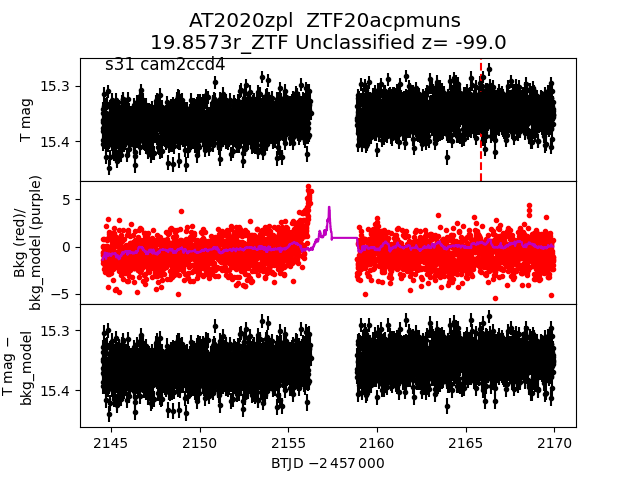 AT2020zpl  ZTF20acpmuns
19.8573r_ZTF Unclassified z= -99.0
s31 cam2ccd4
15.3
15.4
T mag
5
0
−5
Bkg (red)/
bkg_model (purple)
15.3
15.4
T mag −
bkg_model
2145
2150
2155
2160
2165
2170
BTJD −2 457 000